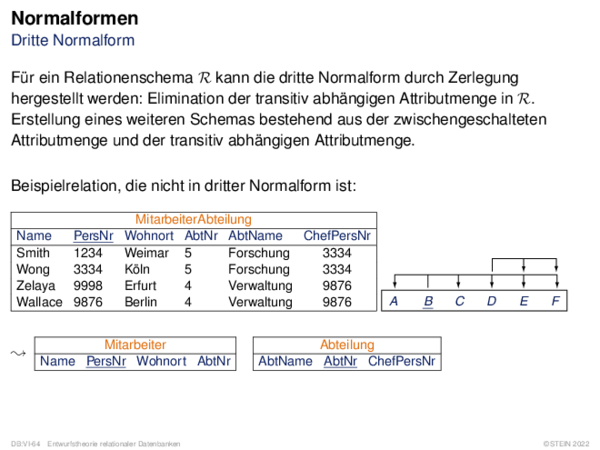 Normalformen
Dritte Normalform
Für ein Relationenschema R kann die dritte Normalform durch Zerlegung
hergestellt werden: Elimination der transitiv abhängigen Attributmenge in R.
Erstellung eines weiteren Schemas bestehend aus der zwischengeschalteten
Attributmenge und der transitiv abhängigen Attributmenge.
Beispielrelation, die nicht in dritter Normalform ist:
MitarbeiterAbteilung
Name PersNr Wohnort AbtNr AbtName ChefPersNr
Smith 1234 Weimar 5 Forschung 3334
Wong 3334 Köln 5 Forschung 3334
Zelaya 9998 Erfurt 4 Verwaltung 9876
Wallace 9876 Berlin 4 Verwaltung 9876
A B C D E F
⇝ Mitarbeiter Abteilung
Name PersNr Wohnort AbtNr AbtName AbtNr ChefPersNr
DB:VI-64 Entwurfstheorie relationaler Datenbanken ©STEIN 2022